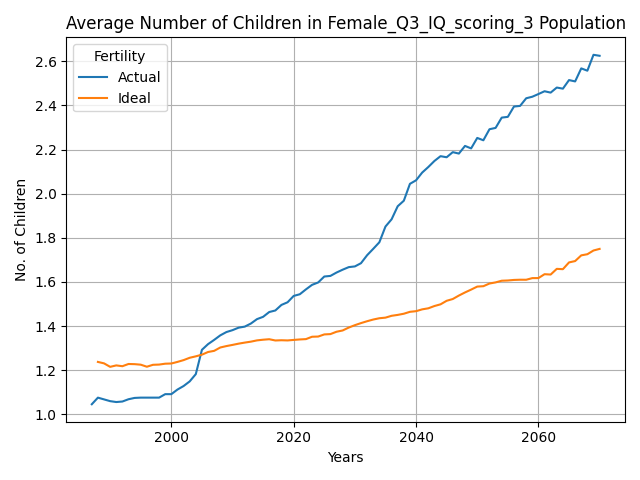 Average Number of Children in Female_Q3_IQ_scoring_3 Population
Fertility
Actual
Ideal
No. of Children
2.6
2.4
2.2
2.0
1.8
1.6
1.4
1.2
1.0
2000 2020 2040 2060
Years